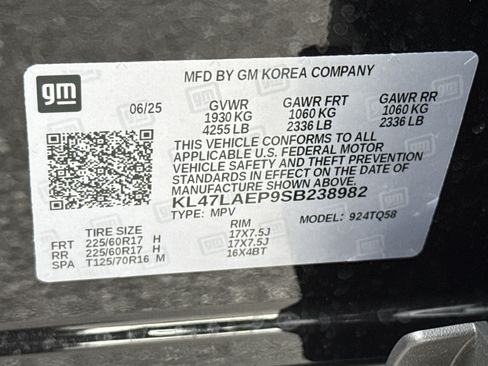 gm
MFD BY GM KOREA COMPANY
06/25 GVWR GAWR FRT GAWR RR
1930 KG 1060 KG 1060 KG
4255 LB 2336 LB 2336 LB
THIS VEHICLE CONFORMS TO ALL
APPLICABLE U.S. FEDERAL MOTOR
VEHICLE SAFETY AND THEFT PREVENTION
STANDARDS IN EFFECT ON THE DATE OF
MANUFACTURE SHOWN ABOVE.
KL47LAEP9SB238982
TYPE: MPV MODEL: 924TQ58
TIRE SIZE RIM
FRT 225/60R17 H 17X7.5J
RR 225/60R17 H 17X7.5J
SPA T125/70R16 M 16X4BT